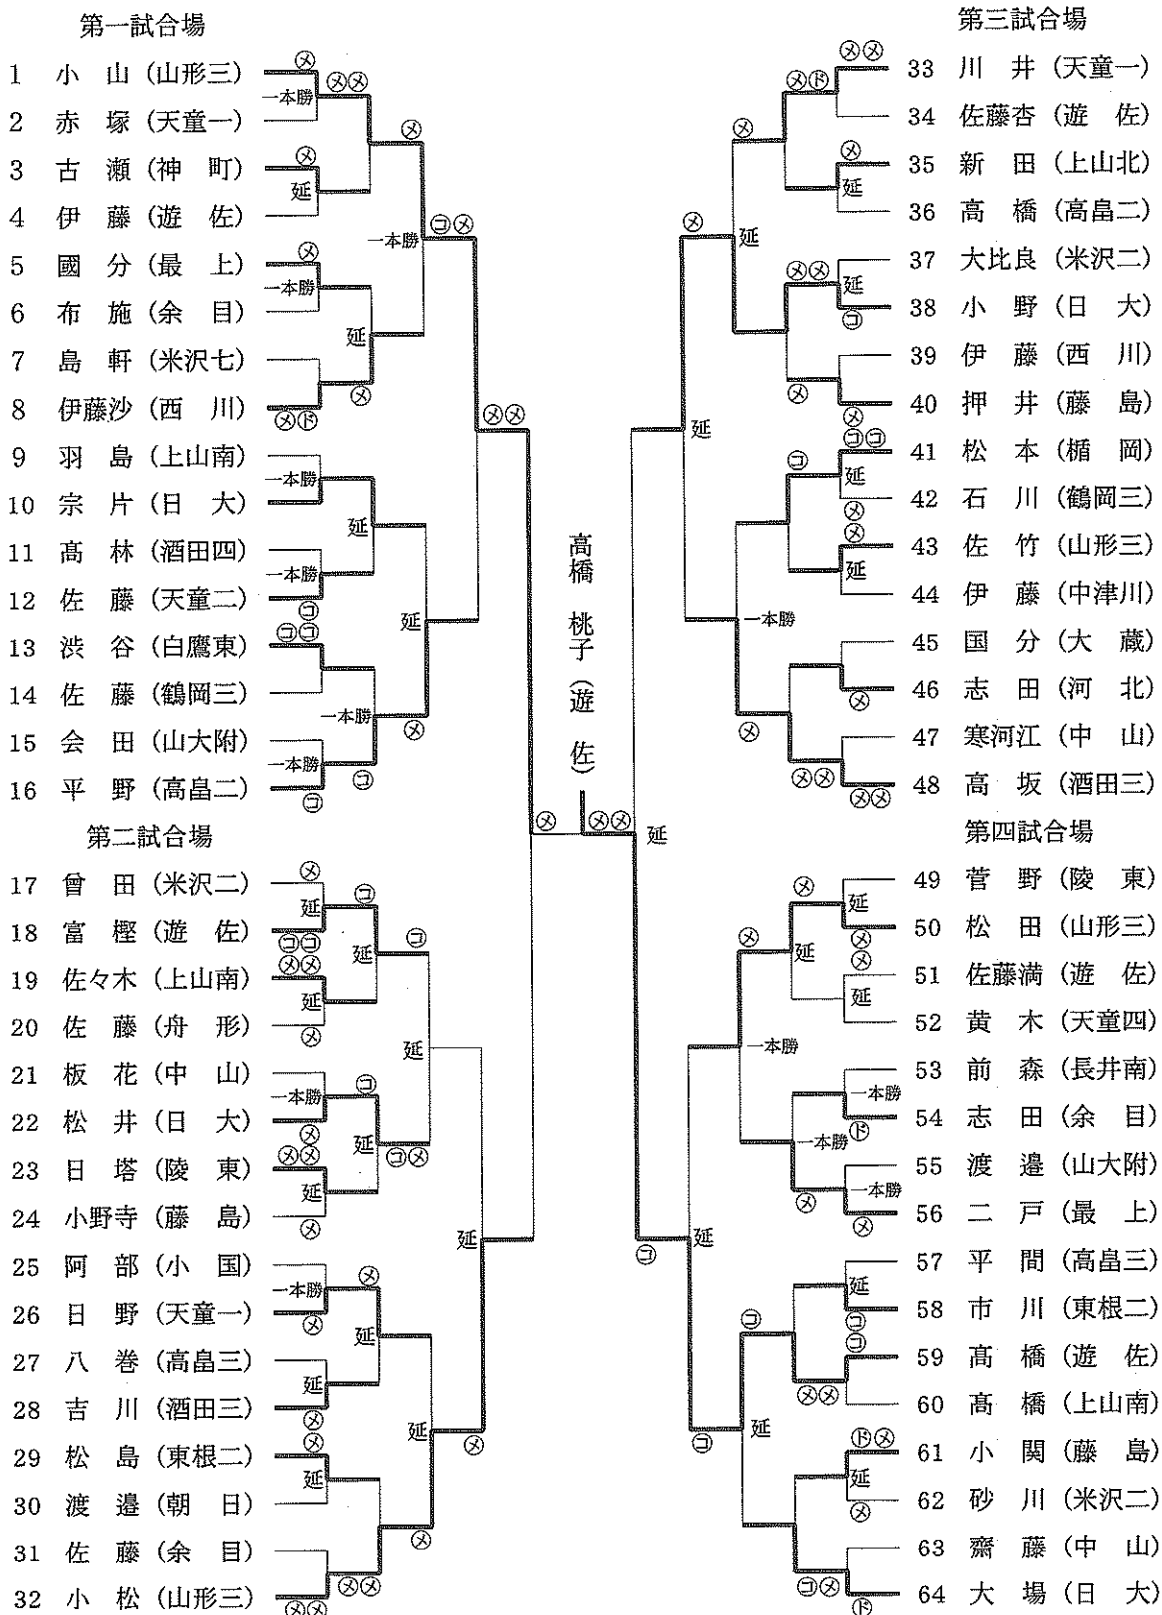 第一試合場
1 小山（山形三）
2 赤塚（天童一）
3 古瀬（神町）
4 伊藤（遊佐）
5 國分（最上）
6 布施（余目）
7 島軒（米沢七）
8 伊藤沙（西川）
9 羽島（上山南）
10 宗片（日大）
11 髙林（酒田四）
12 佐藤（天童二）
13 渋谷（白鷹東）
14 佐藤（鶴岡三）
15 会田（山大附）
16 平野（高畠二）
一本勝
㋱
㋱㋱
延
㋙㋱
㋱㋣
㋙
㋙㋙
第二試合場
17 曾田（米沢二）
18 富樫（遊佐）
19 佐々木（上山南）
20 佐藤（舟形）
21 板花（中山）
22 松井（日大）
23 日塔（陵東）
24 小野寺（藤島）
25 阿部（小国）
26 日野（天童一）
27 八巻（高畠三）
28 吉川（酒田三）
29 松島（東根二）
30 渡邉（朝日）
31 佐藤（余目）
32 小松（山形三）
高橋桃子（遊佐）
第三試合場
33 川井（天童一）
34 佐藤杏（遊佐）
35 新田（上山北）
36 高橋（高畠二）
37 大比良（米沢二）
38 小野（日大）
39 伊藤（西川）
40 押井（藤島）
41 松本（楯岡）
42 石川（鶴岡三）
43 佐竹（山形三）
44 伊藤（中津川）
45 国分（大蔵）
46 志田（河北）
47 寒河江（中山）
48 高坂（酒田三）
第四試合場
49 菅野（陵東）
50 松田（山形三）
51 佐藤満（遊佐）
52 黄木（天童四）
53 前森（長井南）
54 志田（余目）
55 渡邉（山大附）
56 二戸（最上）
57 平間（高畠三）
58 市川（東根二）
59 髙橋（遊佐）
60 髙橋（上山南）
61 小関（藤島）
62 砂川（米沢二）
63 齋藤（中山）
64 大場（日大）